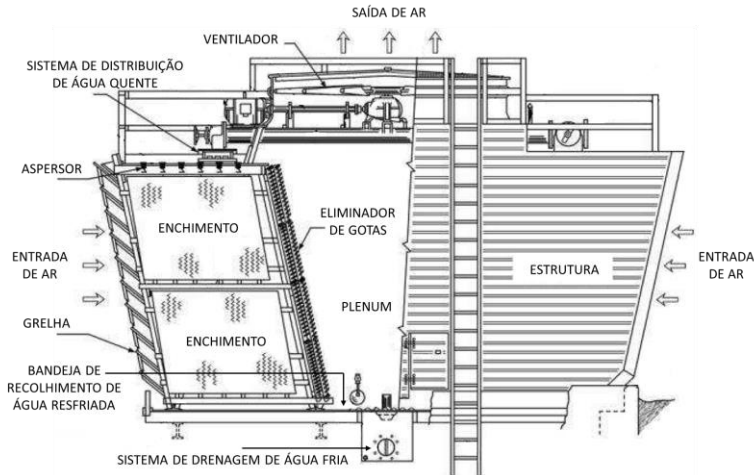 SAÍDA DE AR
VENTILADOR
SISTEMA DE DISTRIBUIÇÃO
DE ÁGUA QUENTE
ASPERSOR
ENCHIMENTO
ELIMINADOR
DE GOTAS
ENTRADA
DE AR
ESTRUTURA
ENTRADA
DE AR
PLENUM
GRELHA
ENCHIMENTO
BANDEJA DE
RECOLHIMENTO DE
ÁGUA RESFRIADA
SISTEMA DE DRENAGEM DE ÁGUA FRIA